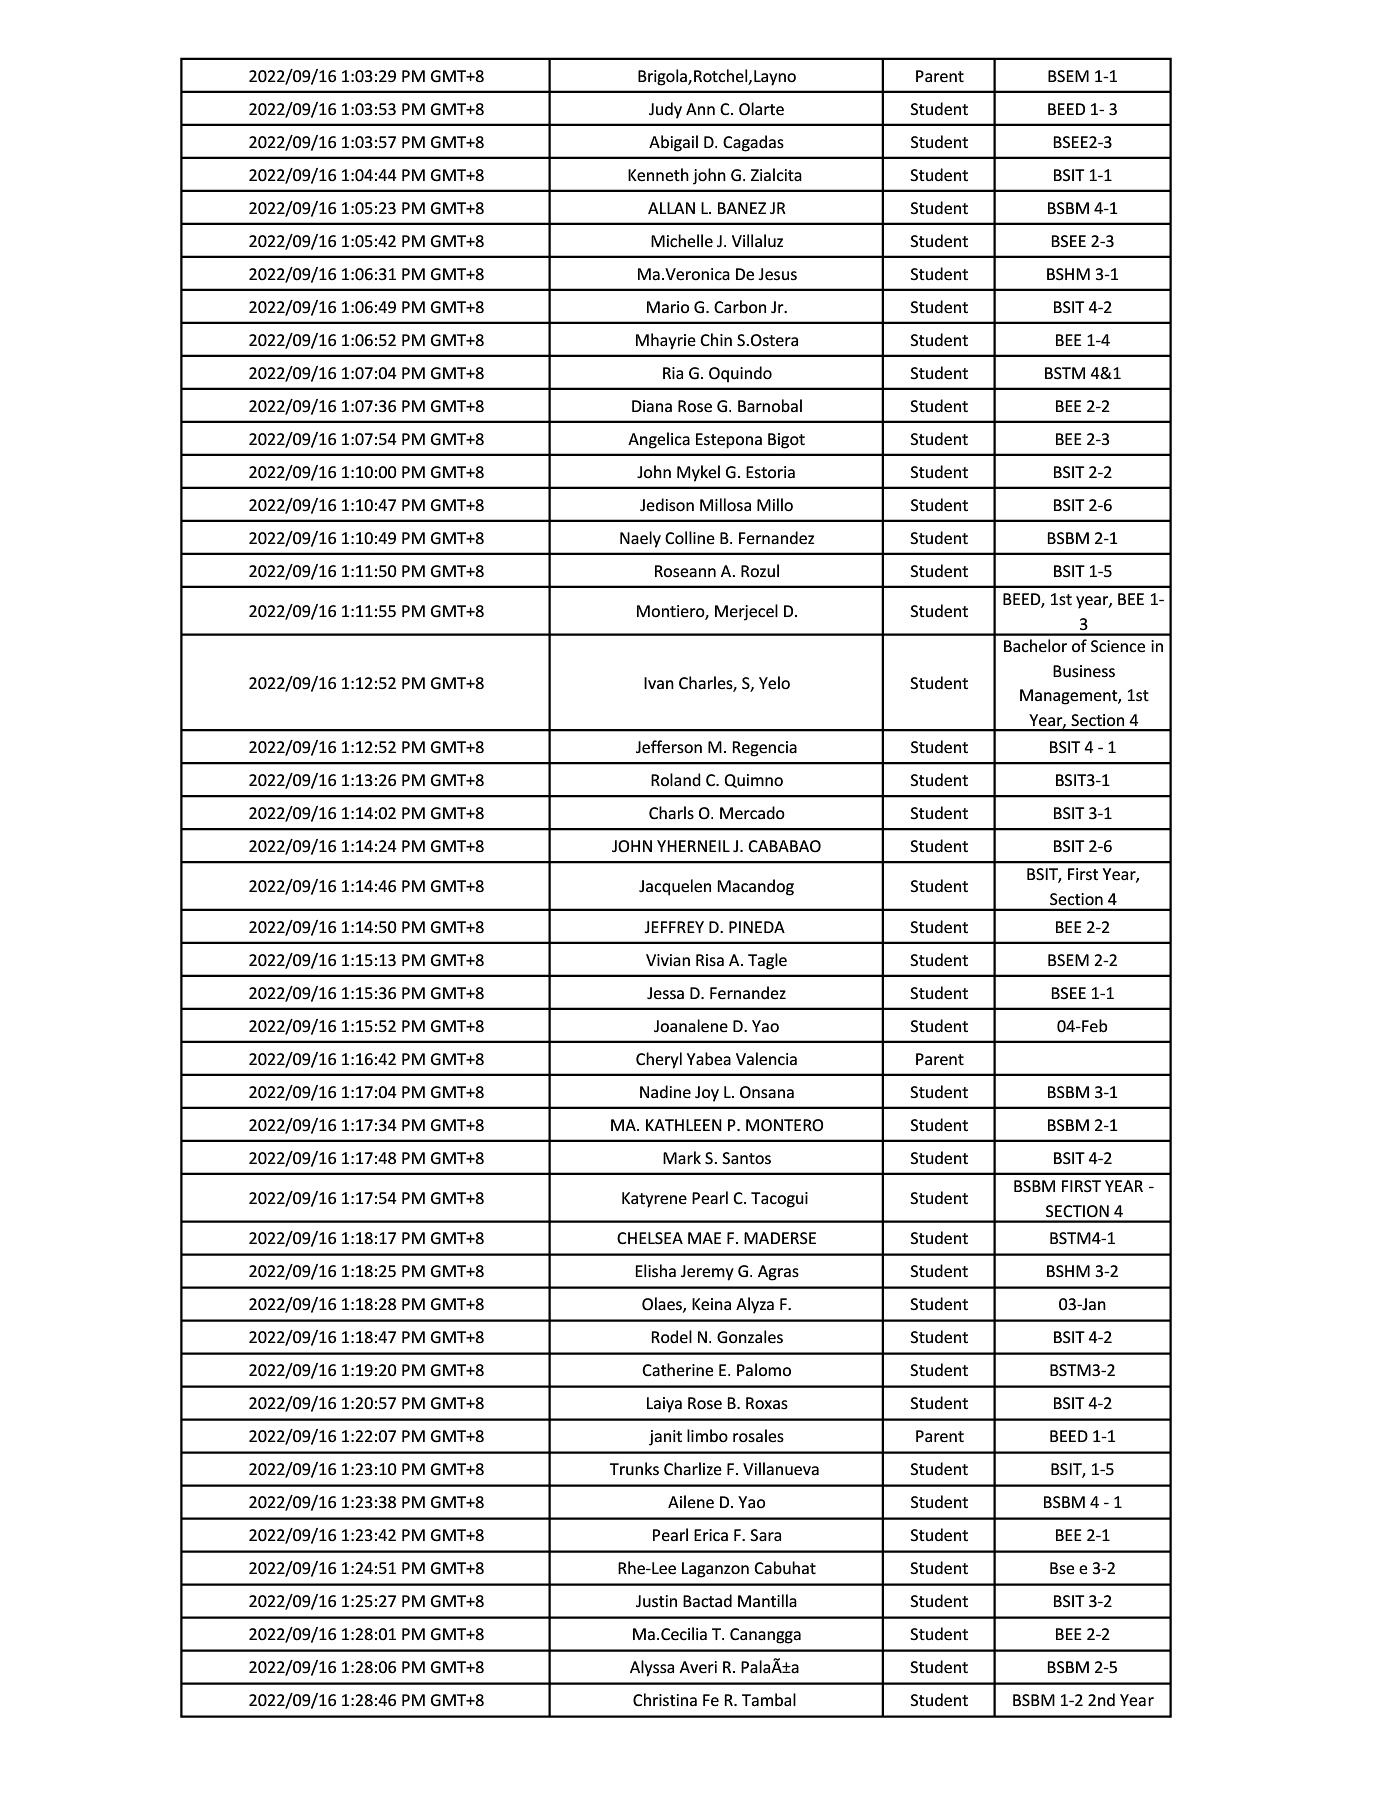 2022/09/16 1:03:29 PM GMT+8 Brigola,Rotchel,Layno Parent BSEM 1-1
2022/09/16 1:03:53 PM GMT+8 Judy Ann C. Olarte Student BEED 1- 3
2022/09/16 1:03:57 PM GMT+8 Abigail D. Cagadas Student BSEE2-3
2022/09/16 1:04:44 PM GMT+8 Kenneth john G. Zialcita Student BSIT 1-1
2022/09/16 1:05:23 PM GMT+8 ALLAN L. BANEZ JR Student BSBM 4-1
2022/09/16 1:05:42 PM GMT+8 Michelle J. Villaluz Student BSEE 2-3
2022/09/16 1:06:31 PM GMT+8 Ma.Veronica De Jesus Student BSHM 3-1
2022/09/16 1:06:49 PM GMT+8 Mario G. Carbon Jr. Student BSIT 4-2
2022/09/16 1:06:52 PM GMT+8 Mhayrie Chin S.Ostera Student BEE 1-4
2022/09/16 1:07:04 PM GMT+8 Ria G. Oquindo Student BSTM 4&1
2022/09/16 1:07:36 PM GMT+8 Diana Rose G. Barnobal Student BEE 2-2
2022/09/16 1:07:54 PM GMT+8 Angelica Estepona Bigot Student BEE 2-3
2022/09/16 1:10:00 PM GMT+8 John Mykel G. Estoria Student BSIT 2-2
2022/09/16 1:10:47 PM GMT+8 Jedison Millosa Millo Student BSIT 2-6
2022/09/16 1:10:49 PM GMT+8 Naely Colline B. Fernandez Student BSBM 2-1
2022/09/16 1:11:50 PM GMT+8 Roseann A. Rozul Student BSIT 1-5
2022/09/16 1:11:55 PM GMT+8 Montiero, Merjecel D. Student BEED, 1st year, BEE 1-
3
2022/09/16 1:12:52 PM GMT+8 Ivan Charles, S, Yelo Student Bachelor of Science in
Business
Management, 1st
Year, Section 4
2022/09/16 1:12:52 PM GMT+8 Jefferson M. Regencia Student BSIT 4 - 1
2022/09/16 1:13:26 PM GMT+8 Roland C. Quimno Student BSIT3-1
2022/09/16 1:14:02 PM GMT+8 Charls O. Mercado Student BSIT 3-1
2022/09/16 1:14:24 PM GMT+8 JOHN YHERNEIL J. CABABAO Student BSIT 2-6
2022/09/16 1:14:46 PM GMT+8 Jacquelen Macandog Student BSIT, First Year,
Section 4
2022/09/16 1:14:50 PM GMT+8 JEFFREY D. PINEDA Student BEE 2-2
2022/09/16 1:15:13 PM GMT+8 Vivian Risa A. Tagle Student BSEM 2-2
2022/09/16 1:15:36 PM GMT+8 Jessa D. Fernandez Student BSEE 1-1
2022/09/16 1:15:52 PM GMT+8 Joanalene D. Yao Student 04-Feb
2022/09/16 1:16:42 PM GMT+8 Cheryl Yabea Valencia Parent
2022/09/16 1:17:04 PM GMT+8 Nadine Joy L. Onsana Student BSBM 3-1
2022/09/16 1:17:34 PM GMT+8 MA. KATHLEEN P. MONTERO Student BSBM 2-1
2022/09/16 1:17:48 PM GMT+8 Mark S. Santos Student BSIT 4-2
2022/09/16 1:17:54 PM GMT+8 Katyrene Pearl C. Tacogui Student BSBM FIRST YEAR -
SECTION 4
2022/09/16 1:18:17 PM GMT+8 CHELSEA MAE F. MADERSE Student BSTM4-1
2022/09/16 1:18:25 PM GMT+8 Elisha Jeremy G. Agras Student BSHM 3-2
2022/09/16 1:18:28 PM GMT+8 Olaes, Keina Alyza F. Student 03-Jan
2022/09/16 1:18:47 PM GMT+8 Rodel N. Gonzales Student BSIT 4-2
2022/09/16 1:19:20 PM GMT+8 Catherine E. Palomo Student BSTM3-2
2022/09/16 1:20:57 PM GMT+8 Laiya Rose B. Roxas Student BSIT 4-2
2022/09/16 1:22:07 PM GMT+8 janit limbo rosales Parent BEED 1-1
2022/09/16 1:23:10 PM GMT+8 Trunks Charlize F. Villanueva Student BSIT, 1-5
2022/09/16 1:23:38 PM GMT+8 Ailene D. Yao Student BSBM 4 - 1
2022/09/16 1:23:42 PM GMT+8 Pearl Erica F. Sara Student BEE 2-1
2022/09/16 1:24:51 PM GMT+8 Rhe-Lee Laganzon Cabuhat Student Bse e 3-2
2022/09/16 1:25:27 PM GMT+8 Justin Bactad Mantilla Student BSIT 3-2
2022/09/16 1:28:01 PM GMT+8 Ma.Cecilia T. Canangga Student BEE 2-2
2022/09/16 1:28:06 PM GMT+8 Alyssa Averi R. PalaÃ±a Student BSBM 2-5
2022/09/16 1:28:46 PM GMT+8 Christina Fe R. Tambal Student BSBM 1-2 2nd Year